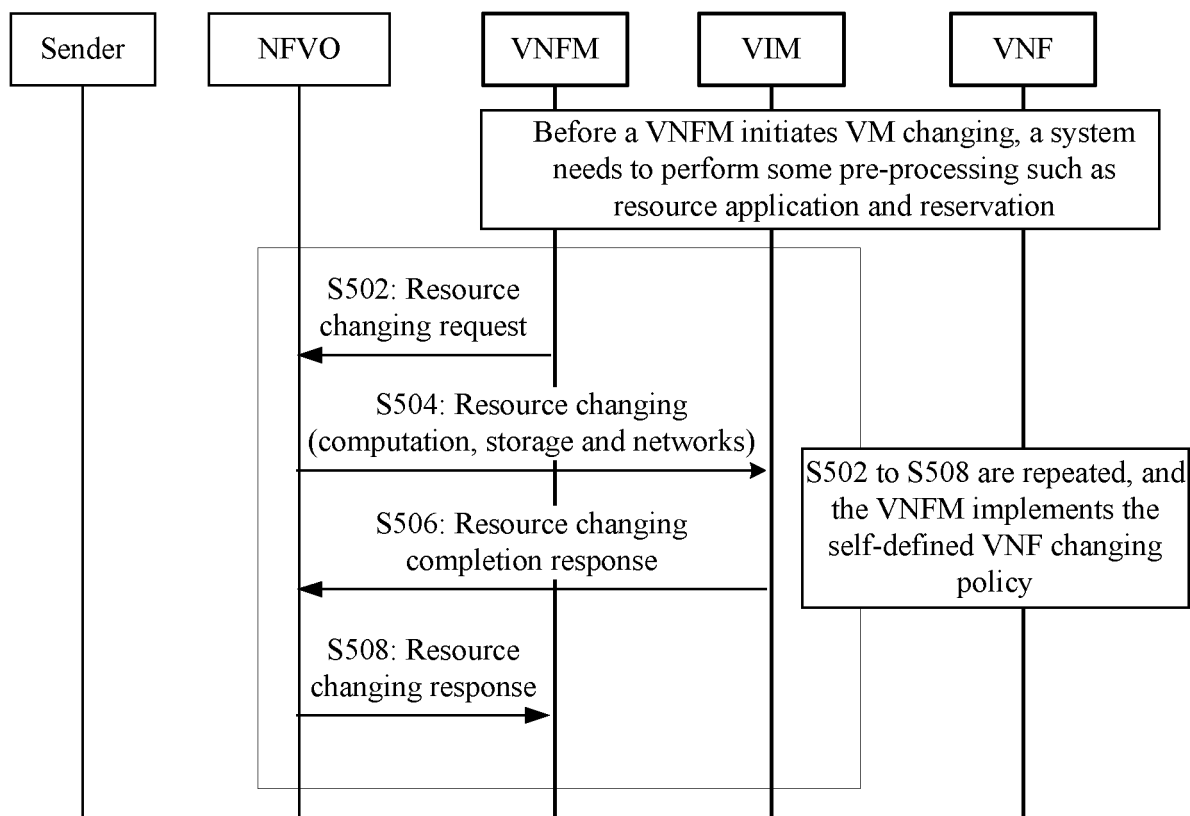 Sender
NFVO
VNFM
VIM
VNF
Before a VNFM initiates VM changing, a system
needs to perform some pre-processing such as
resource application and reservation
S502: Resource
changing request
S504: Resource changing
(computation, storage and networks)
S502 to S508 are repeated, and
the VNFM implements the
self-defined VNF changing
policy
S506: Resource changing
completion response
S508: Resource
changing response